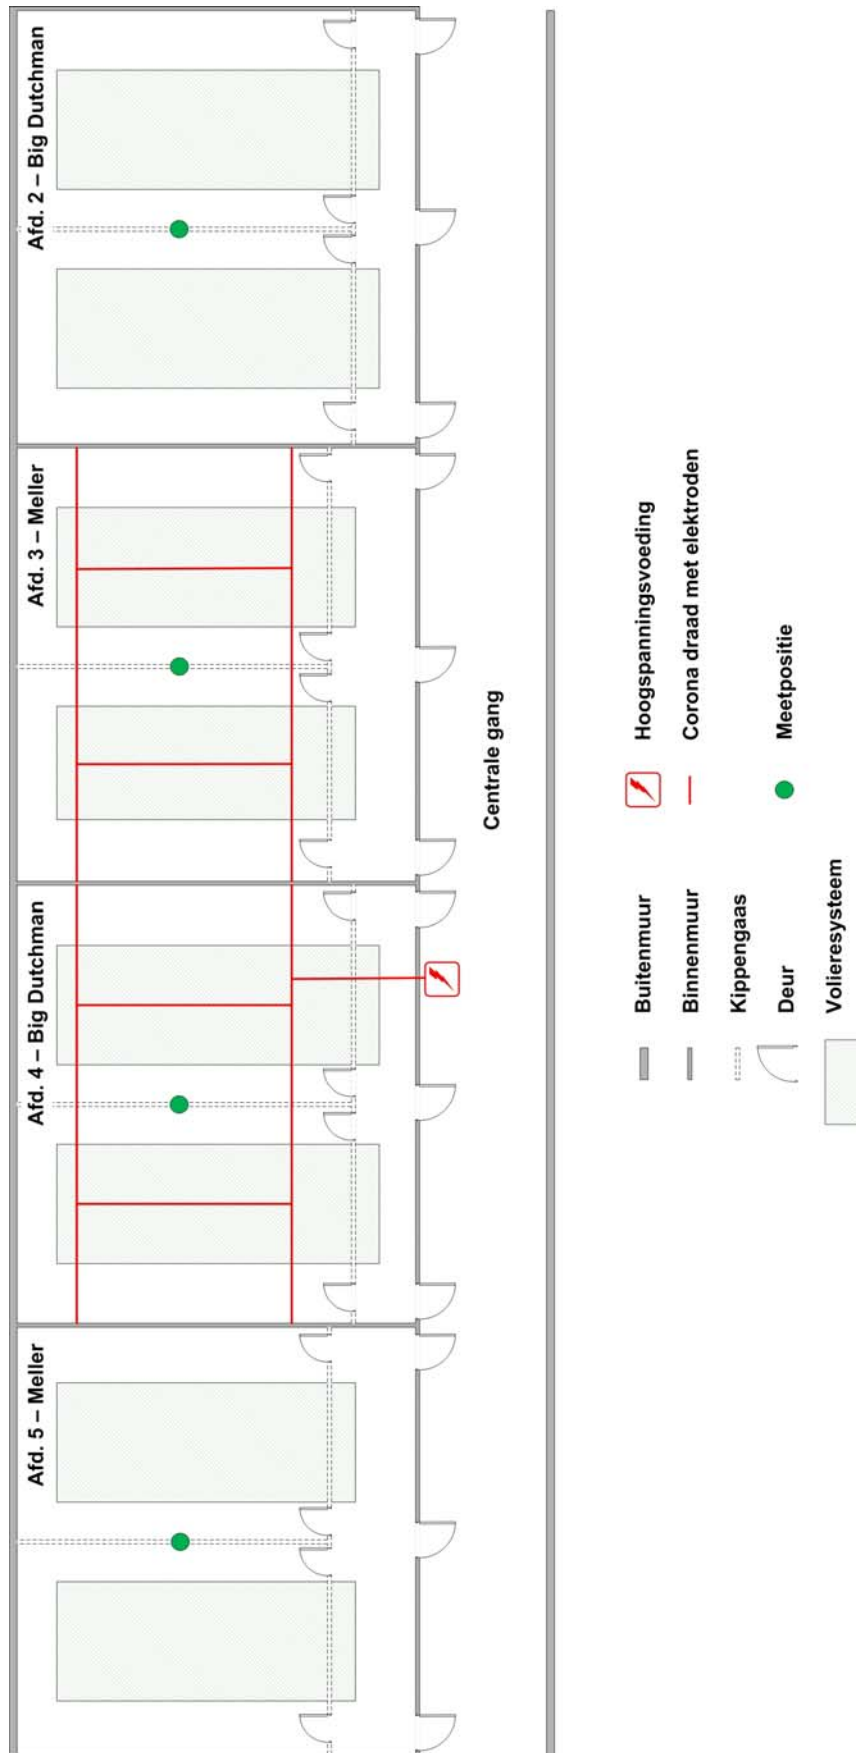 Afd. 5 – Meller
Afd. 4 – Big Dutchman
Afd. 3 – Meller
Afd. 2 – Big Dutchman
Centrale gang
Buitenmuur
Binnenmuur
Kippengaas
Deur
Volieresysteem
Hoogspanningsvoeding
Corona draad met elektroden
Meetpositie